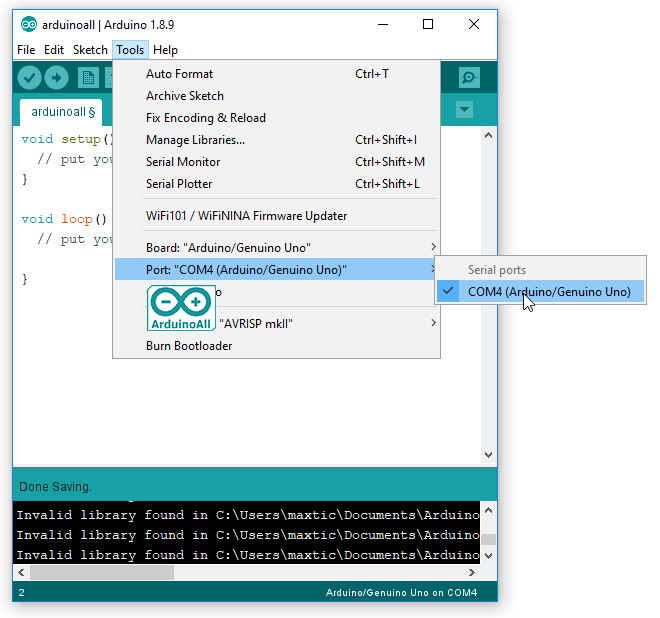 arduinoall | Arduino 1.8.9
File Edit Sketch Tools Help
arduinoall §
void setup()
// put you
}
void loop()
// put you
}
Auto Format Ctrl+T
Archive Sketch
Fix Encoding & Reload
Manage Libraries... Ctrl+Shift+I
Serial Monitor Ctrl+Shift+M
Serial Plotter Ctrl+Shift+L
WiFi101 / WiFiNINA Firmware Updater
Board: "Arduino/Genuino Uno"
Port: "COM4 (Arduino/Genuino Uno)"
Serial ports
COM4 (Arduino/Genuino Uno)
ArduinoAll
"AVRISP mkII"
Burn Bootloader
Done Saving.
Invalid library found in C:\Users\maxtic\Documents\Arduino
Invalid library found in C:\Users\maxtic\Documents\Arduino
Invalid library found in C:\Users\maxtic\Documents\Arduino
2 Arduino/Genuino Uno on COM4